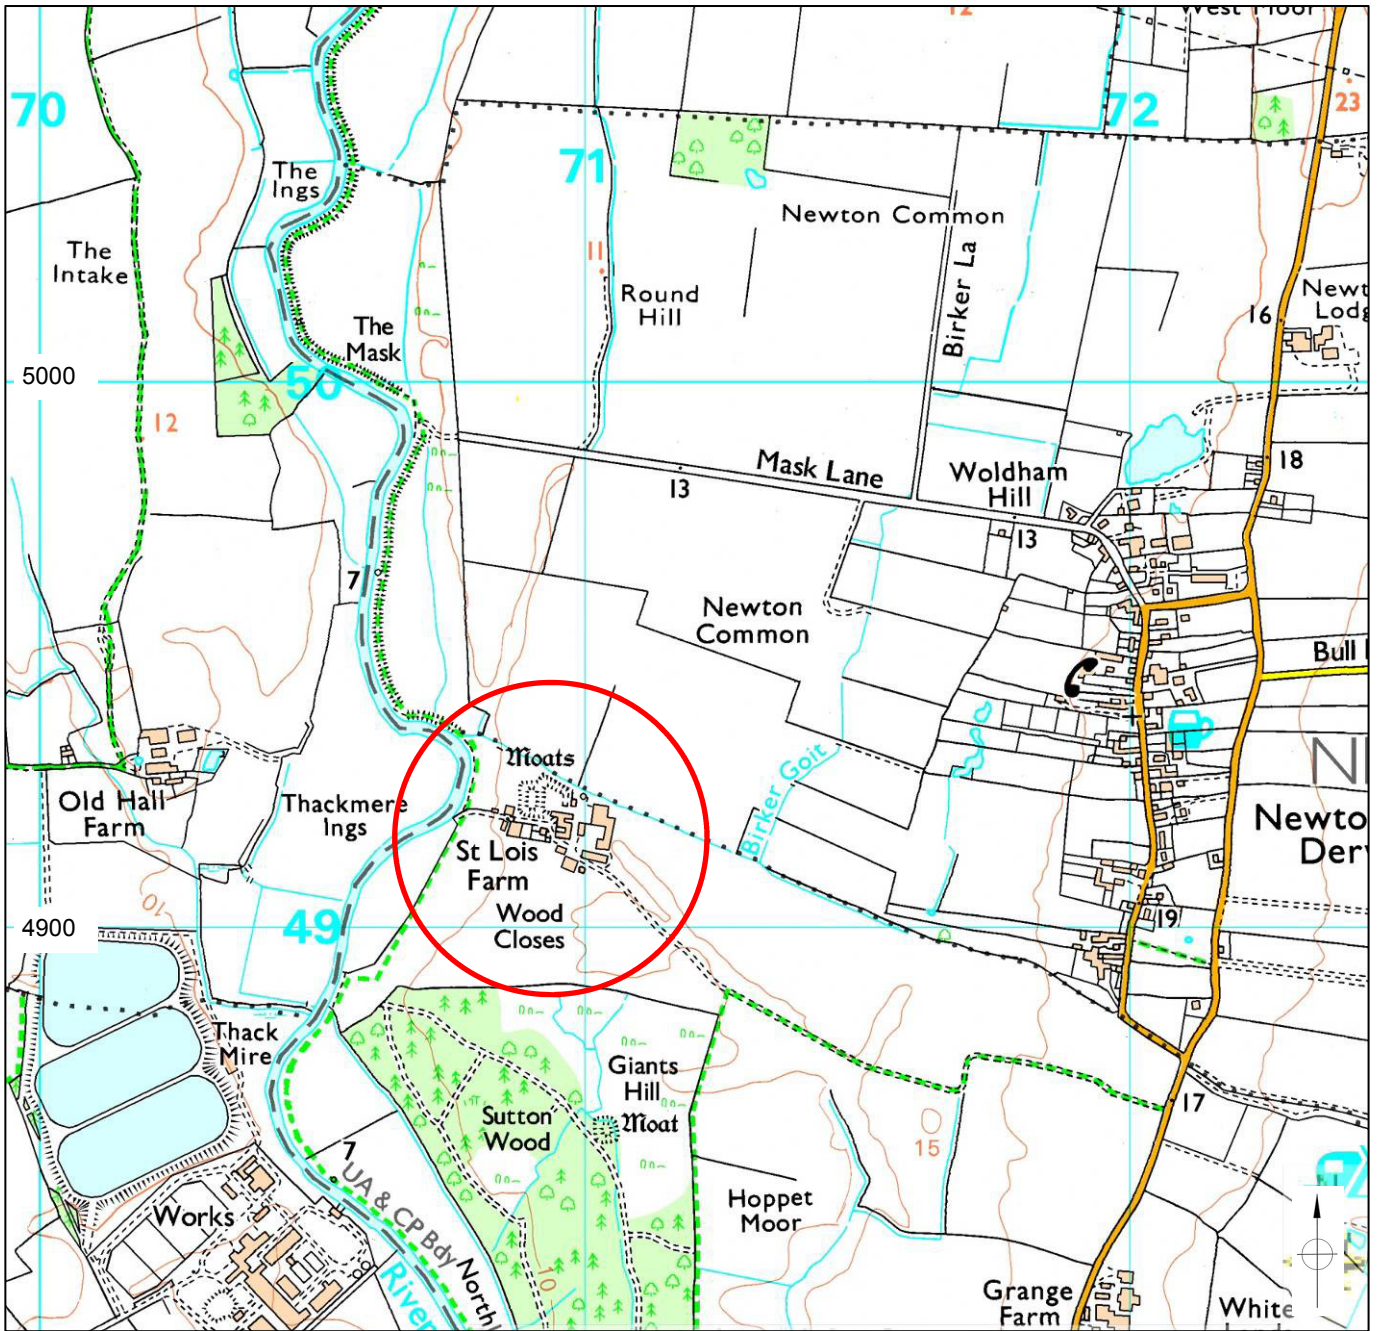 West Moor
12
70
72
23
The
Ings
71
Newton Common
The
Intake
11
Round
Hill
Birker La
Newt
Lodg
16
The
Mask
5000
50
12
Mask Lane
13
Woldham
Hill
18
13
7
Newton
Common
Bull
Moats
Birker Goit
Old Hall
Farm
Thackmere
Ings
St Lois
Farm
Newto
Derw
10
Wood
Closes
19
4900
49
Thack
Mire
Giants
Hill
Moat
Sutton
Wood
17
15
7
UA & CP Bdy
Works
Hoppet
Moor
North
River
10
Grange
Farm
White
N